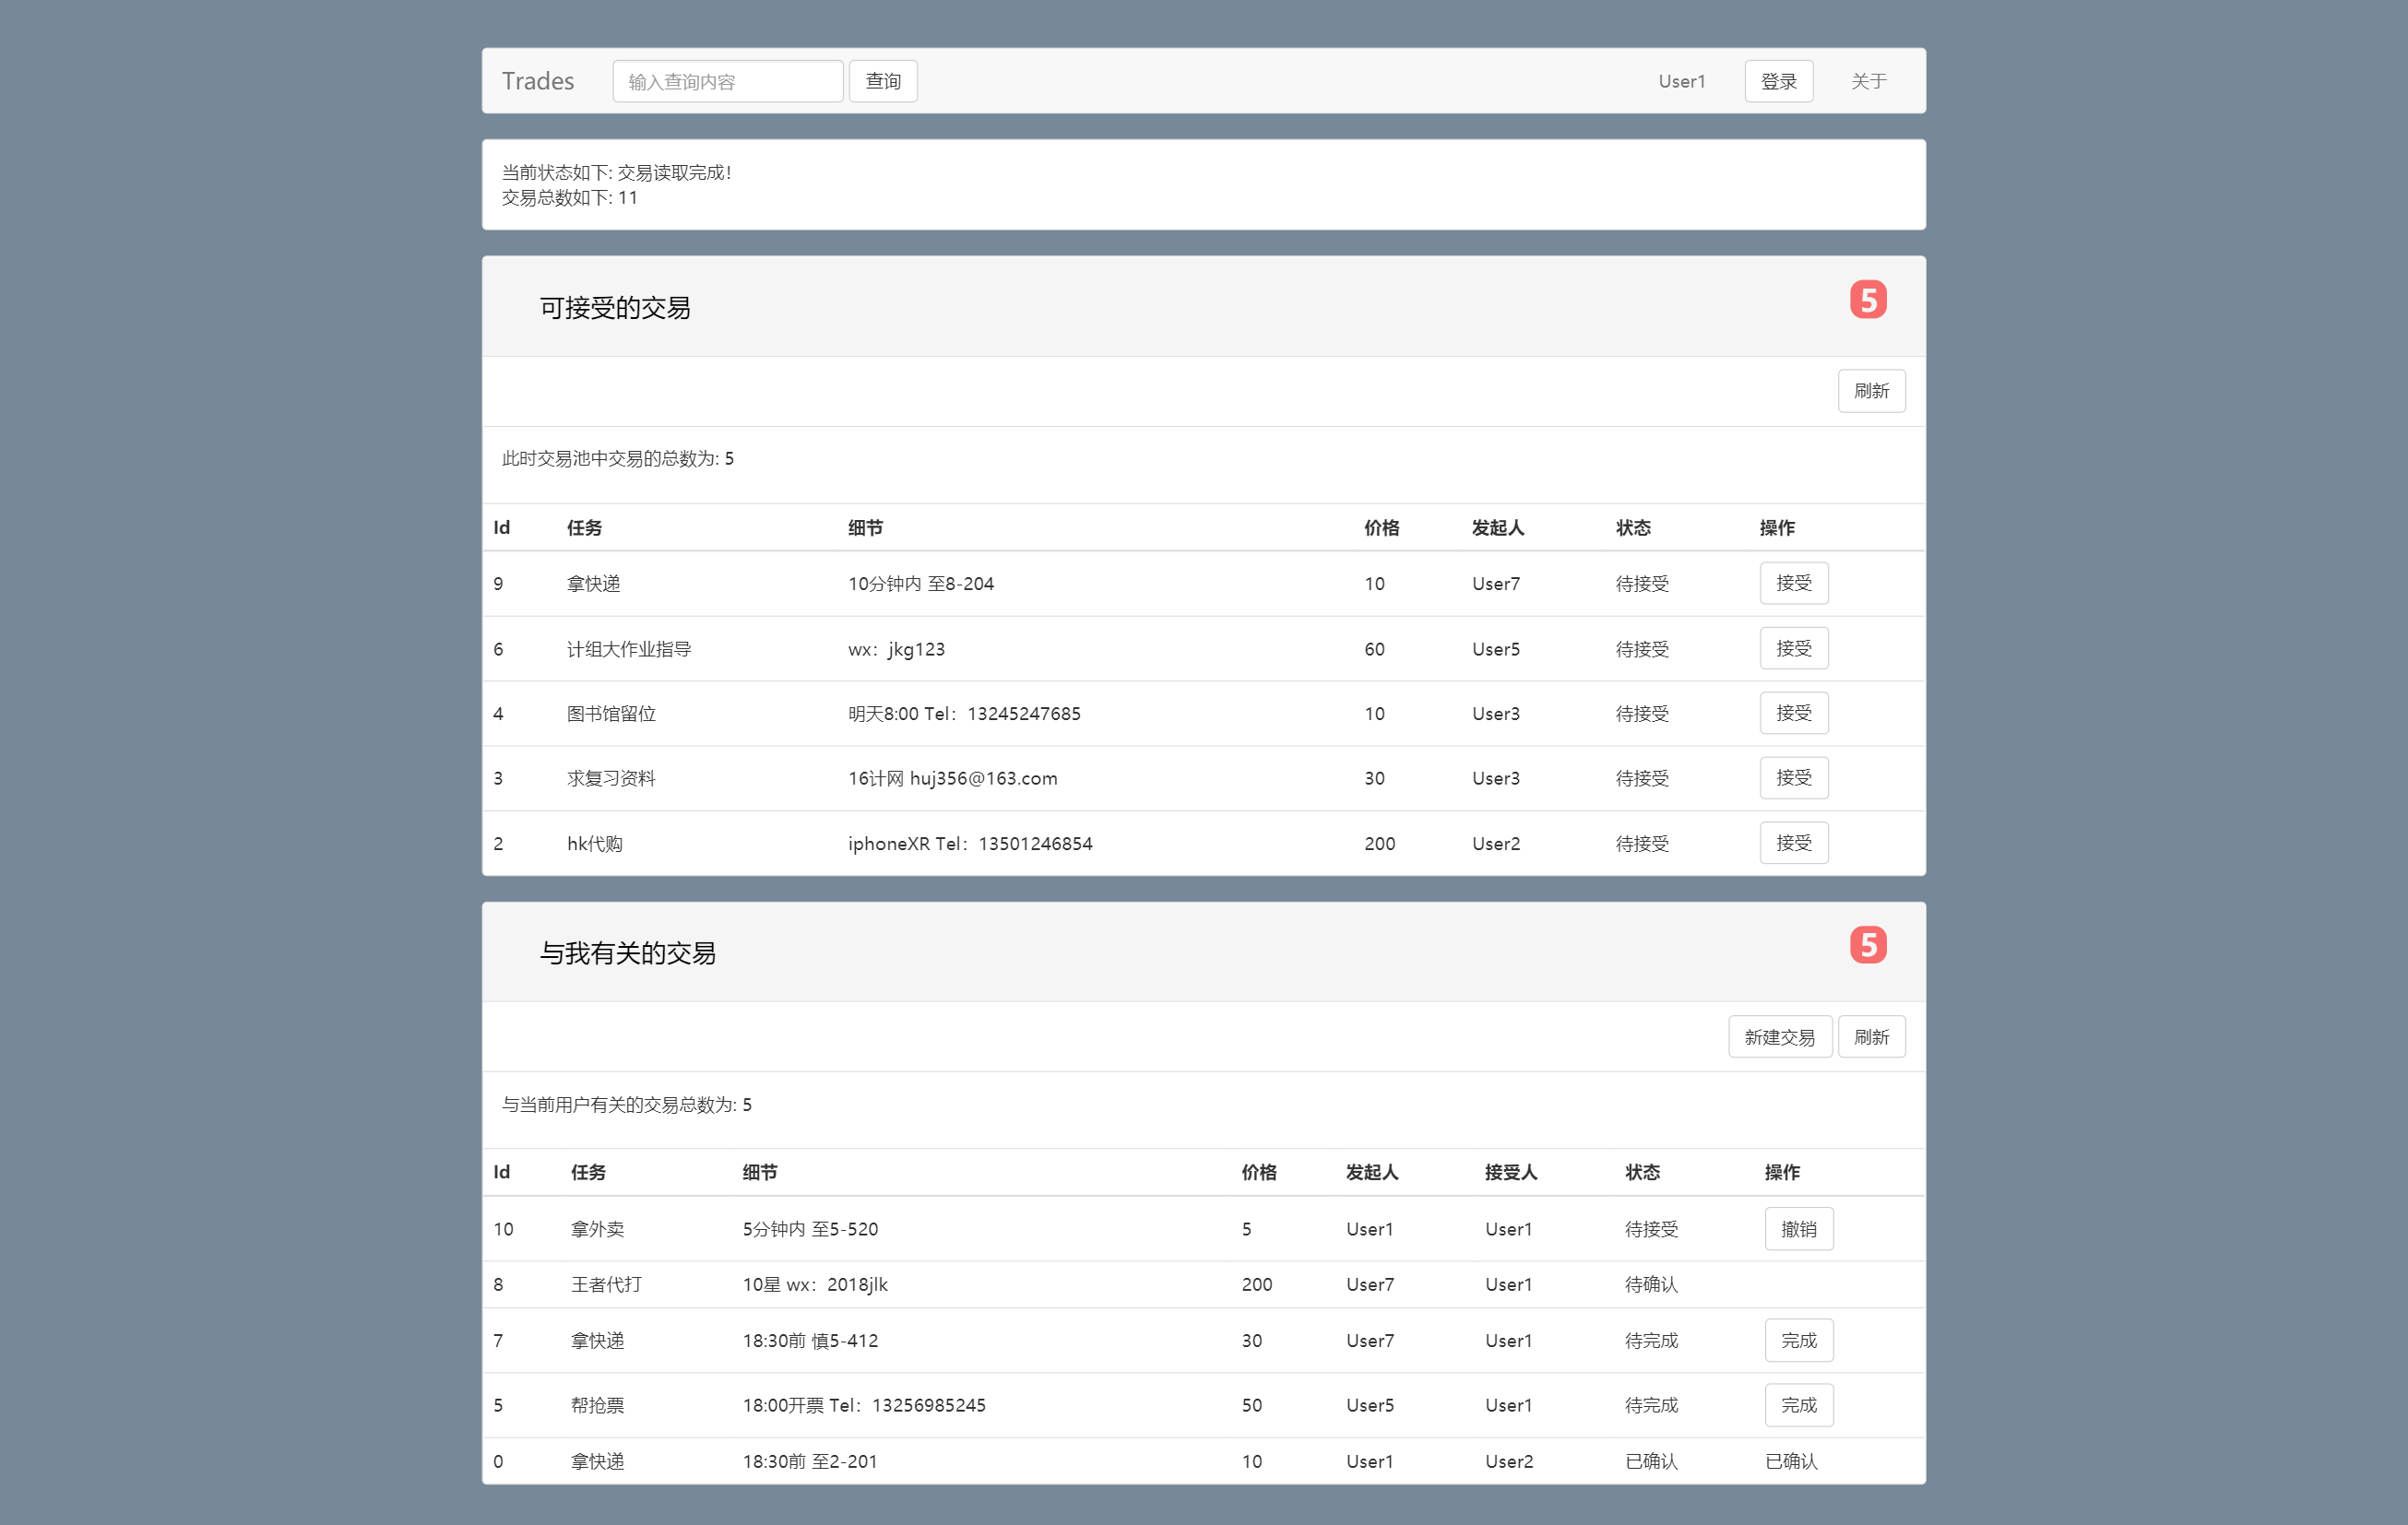 Trades 输入查询内容 查询 User1 登录 关于
当前状态如下: 交易读取完成！
交易总数如下: 11
可接受的交易 5
刷新
此时交易池中交易的总数为: 5
Id 任务 细节 价格 发起人 状态 操作
9 拿快递 10分钟内 至8-204 10 User7 待接受 接受
6 计组大作业指导 wx：jkg123 60 User5 待接受 接受
4 图书馆留位 明天8:00 Tel：13245247685 10 User3 待接受 接受
3 求复习资料 16计网 huj356@163.com 30 User3 待接受 接受
2 hk代购 iphoneXR Tel：13501246854 200 User2 待接受 接受
与我有关的交易 5
新建交易 刷新
与当前用户有关的交易总数为: 5
Id 任务 细节 价格 发起人 接受人 状态 操作
10 拿外卖 5分钟内 至5-520 5 User1 User1 待接受 撤销
8 王者代打 10星 wx：2018jlk 200 User7 User1 待确认
7 拿快递 18:30前 慎5-412 30 User7 User1 待完成 完成
5 帮抢票 18:00开票 Tel：13256985245 50 User5 User1 待完成 完成
0 拿快递 18:30前 至2-201 10 User1 User2 已确认 已确认